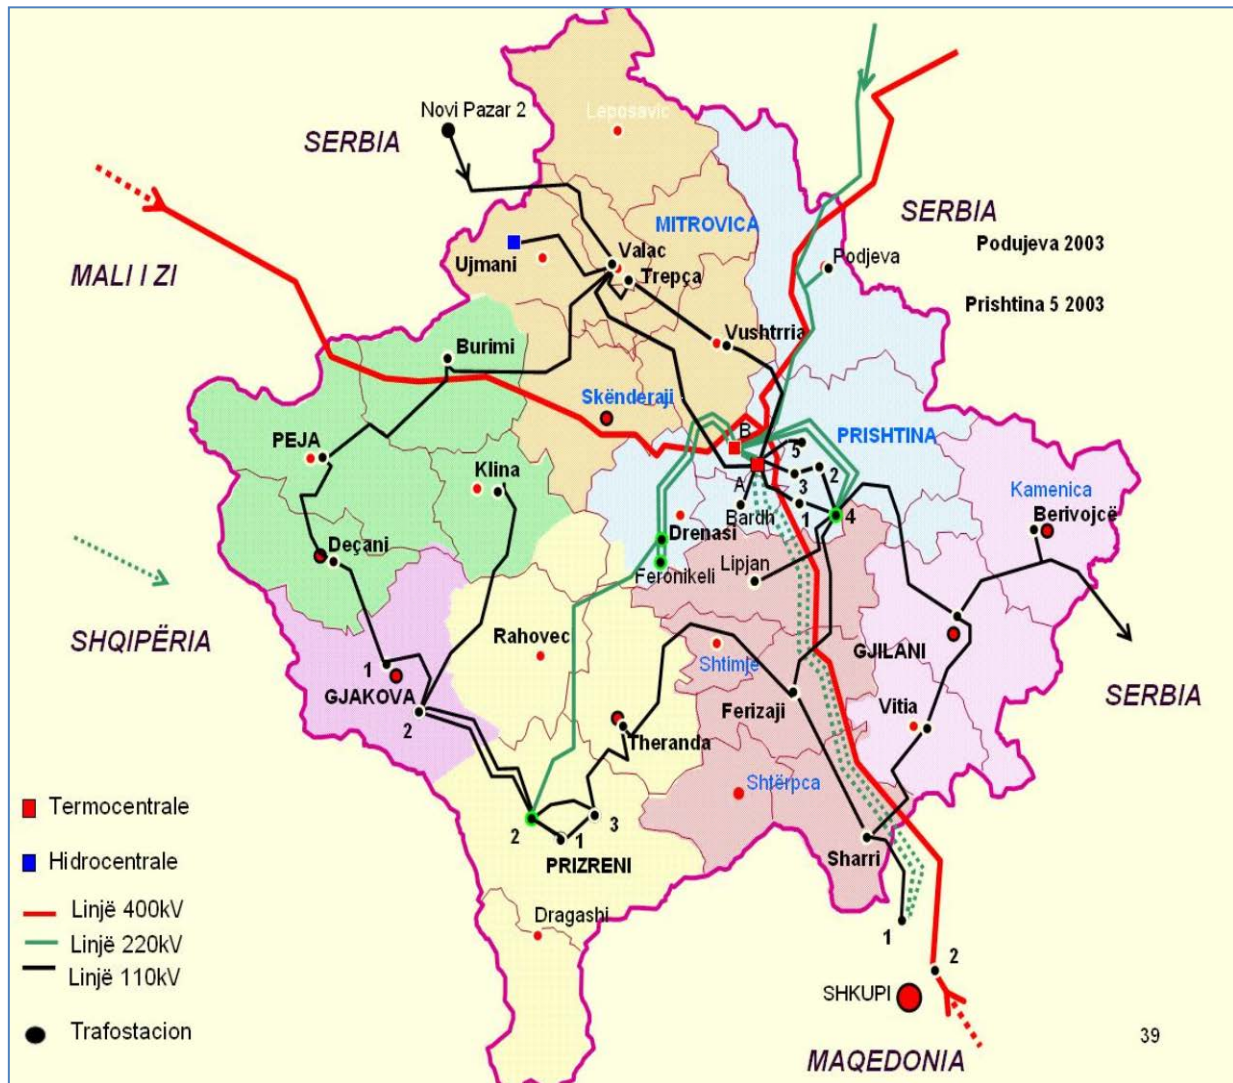 Novi Pazar 2
Leposavic
SERBIA
SERBIA
MITROVICA
Podujeva 2003
Valac
Podjeva
Ujmani
MALI I ZI
Trepça
Prishtina 5 2003
Vushtrria
Burimi
Skënderaji
B
PRISHTINA
PEJA
5
Klina
A
3
2
Kamenica
Berivojcë
Bardh
1
4
Drenasi
Deçani
Feronikeli
Lipjan
SHQIPËRIA
Rahovec
GJILANI
1
Shtimje
GJAKOVA
SERBIA
Ferizaji
Vitia
2
Theranda
Shtërpca
Termocentrale
3
2
1
PRIZRENI
Sharri
Hidrocentrale
Linjë 400kV
Dragashi
1
Linjë 220kV
2
Linjë 110kV
SHKUPI
Trafostacion
39
MAQEDONIA